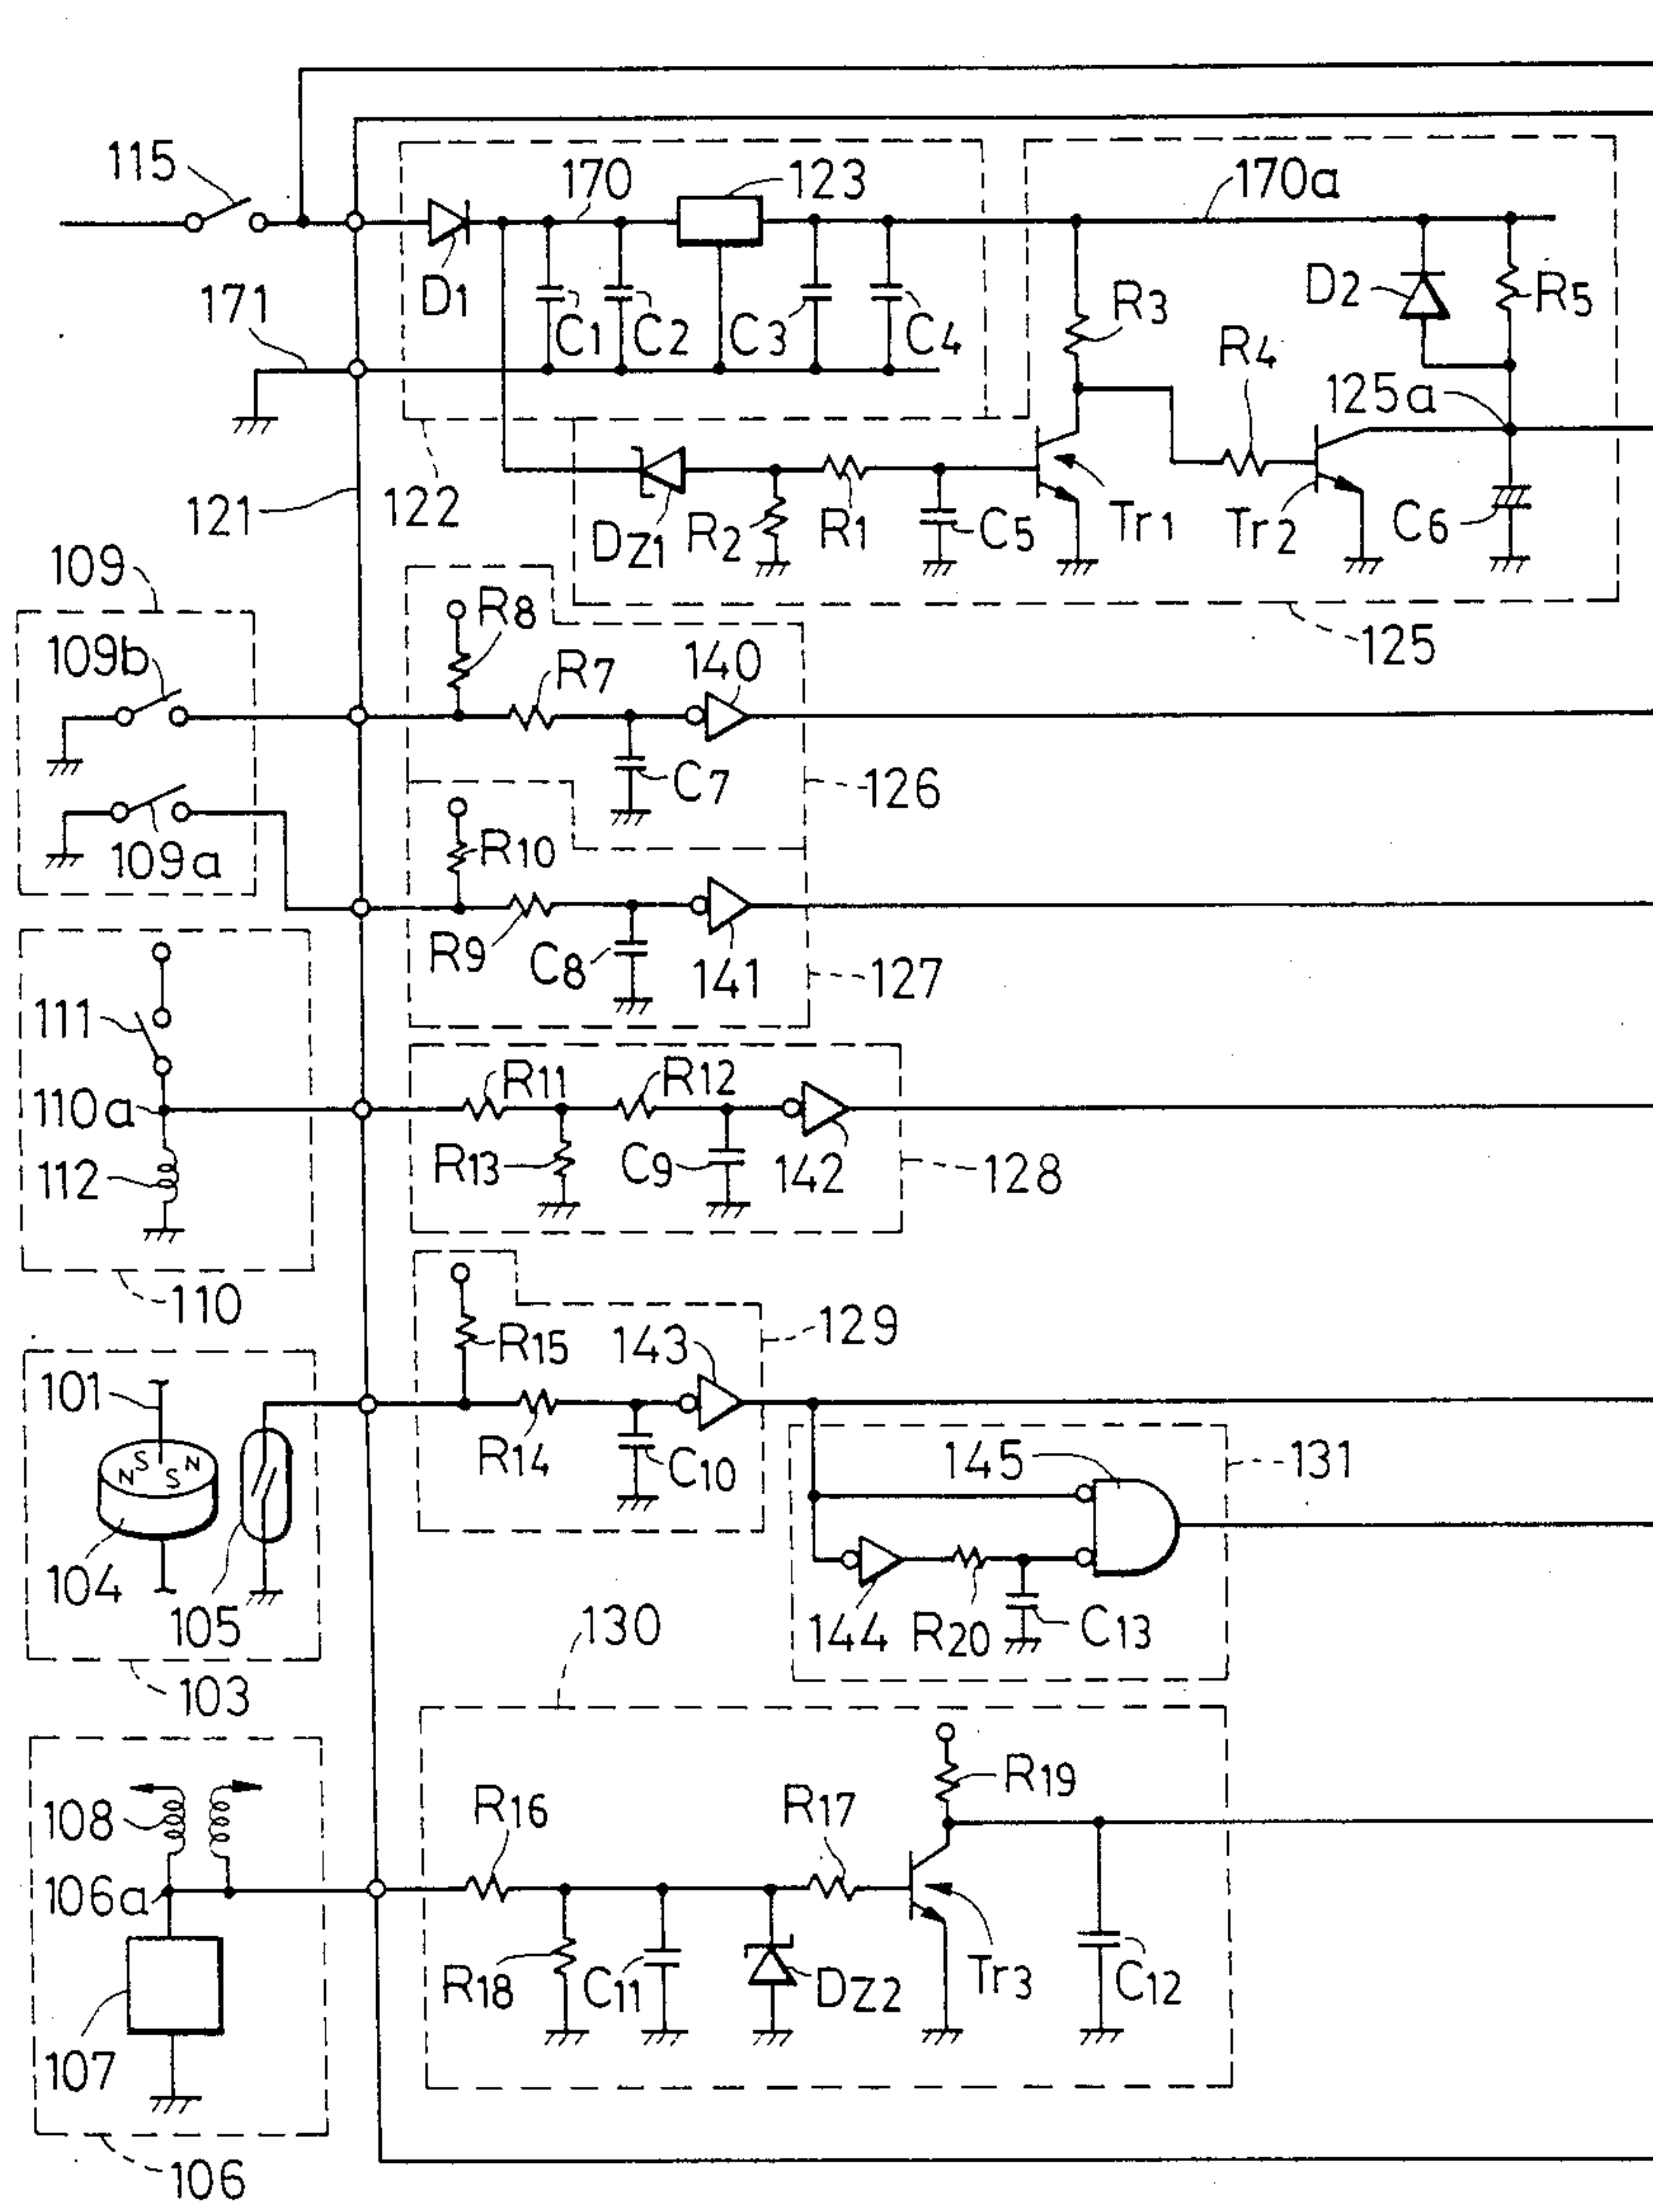 115
170
123
170a
D1
C1
C2
C3
C4
R3
D2
R5
171
R4
125a
121
122
DZ1
R2
R1
C5
Tr1
Tr2
C6
109
125
109b
R8
R7
140
C7
126
109a
R10
R9
C8
141
127
111
110a
112
R11
R12
R13
C9
142
128
110
R15
143
129
101
N S S N
R14
C10
145
131
104
105
144
R20
C13
130
103
R19
108
R16
R17
106a
R18
C11
DZ2
Tr3
C12
107
106